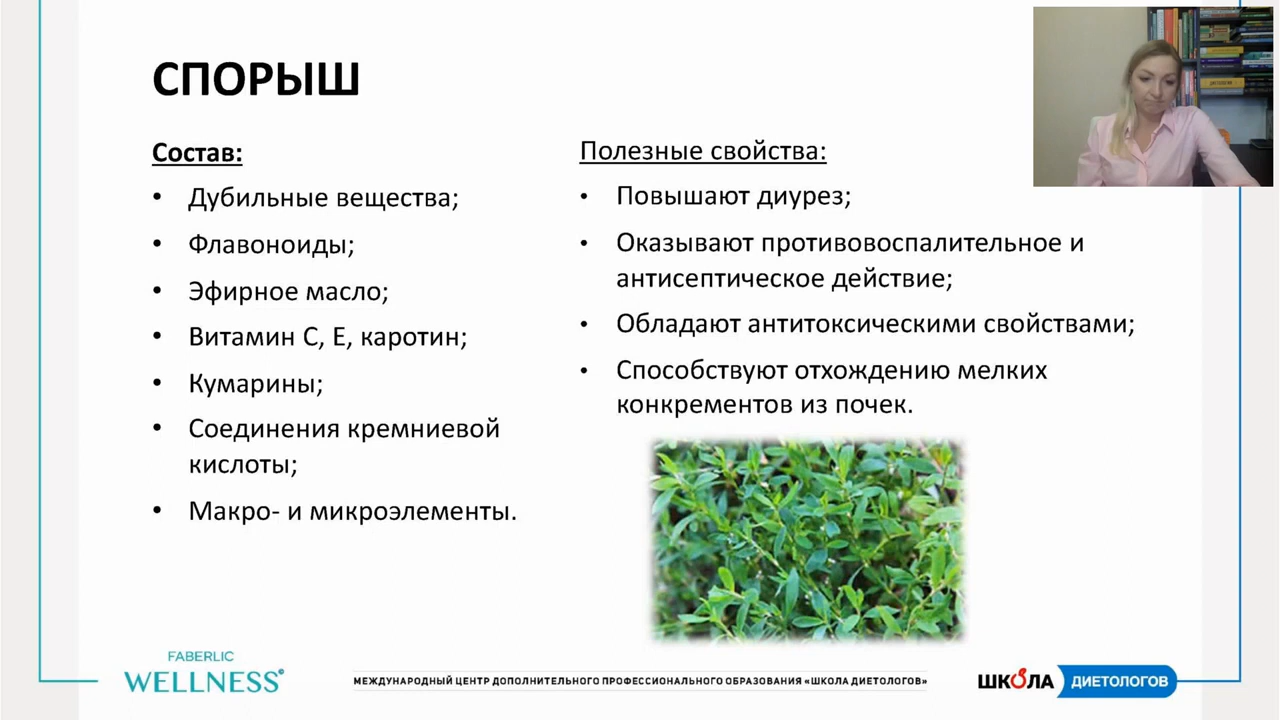 СПОРЫШ
Состав:
• Дубильные вещества;
• Флавоноиды;
• Эфирное масло;
• Витамин С, Е, каротин;
• Кумарины;
• Соединения кремниевой
кислоты;
• Макро- и микроэлементы.
Полезные свойства:
• Повышают диурез;
• Оказывают противовоспалительное и
антисептическое действие;
• Обладают антитоксическими свойствами;
• Способствуют отхождению мелких
конкрементов из почек.
FABERLIC
WELLNESS
МЕЖДУНАРОДНЫЙ ЦЕНТР ДОПОЛНИТЕЛЬНОГО ПРОФЕССИОНАЛЬНОГО ОБРАЗОВАНИЯ «ШКОЛА ДИЕТОЛОГОВ»
ШКОЛА ДИЕТОЛОГОВ